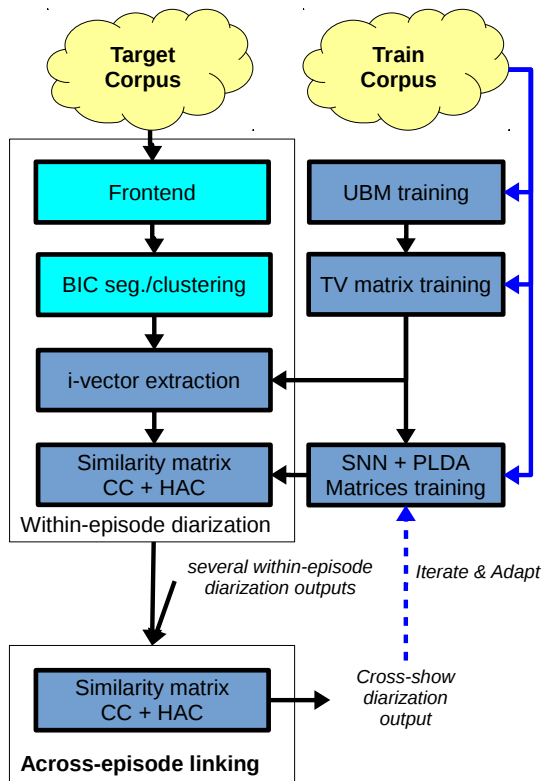 Target
Corpus
Train
Corpus
Frontend
UBM training
BIC seg./clustering
TV matrix training
i-vector extraction
Similarity matrix
CC + HAC
SNN + PLDA
Matrices training
Within-episode diarization
several within-episode
diarization outputs
Iterate & Adapt
Similarity matrix
CC + HAC
Cross-show
diarization
output
Across-episode linking